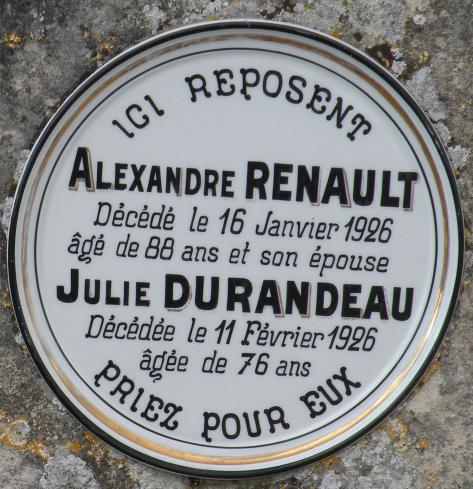 ICI REPOSENT
ALEXANDRE RENAULT
Décédé le 16 Janvier 1926
âgé de 88 ans et son épouse
JULIE DURANDEAU
Décédée le 11 Février 1926
âgée de 76 ans
PRIEZ POUR EUX